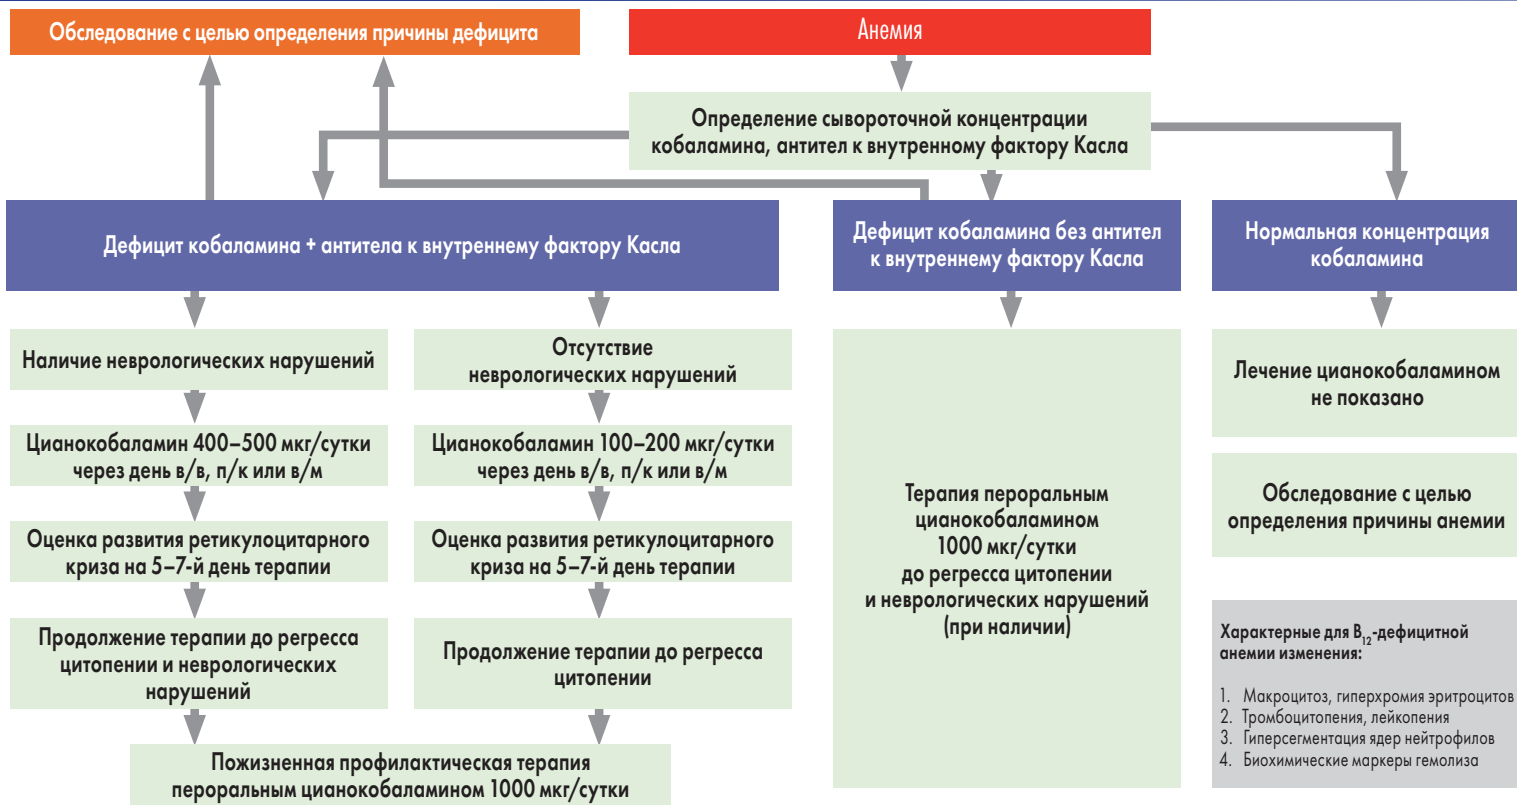 Обследование с целью определения причины дефицита
Анемия
Определение сывороточной концентрации
кобаламина, антител к внутреннему фактору Касла
Дефицит кобаламина + антитела к внутреннему фактору Касла
Дефицит кобаламина без антител
к внутреннему фактору Касла
Нормальная концентрация
кобаламина
Наличие неврологических нарушений
Отсутствие
неврологических нарушений
Цианокобаламин 400–500 мкг/сутки
через день в/в, п/к или в/м
Цианокобаламин 100–200 мкг/сутки
через день в/в, п/к или в/м
Оценка развития ретикулоцитарного
криза на 5–7-й день терапии
Оценка развития ретикулоцитарного
криза на 5–7-й день терапии
Продолжение терапии до регресса
цитопении и неврологических
нарушений
Продолжение терапии до регресса
цитопении
Пожизненная профилактическая терапия
пероральным цианокобаламином 1000 мкг/сутки
Терапия пероральным
цианокобаламином
1000 мкг/сутки
до регресса цитопении
и неврологических нарушений
(при наличии)
Лечение цианокобаламином
не показано
Обследование с целью
определения причины анемии
Характерные для B₁₂-дефицитной
анемии изменения:
1. Макроцитоз, гиперхромия эритроцитов
2. Тромбоцитопения, лейкопения
3. Гиперсегментация ядер нейтрофилов
4. Биохимические маркеры гемолиза